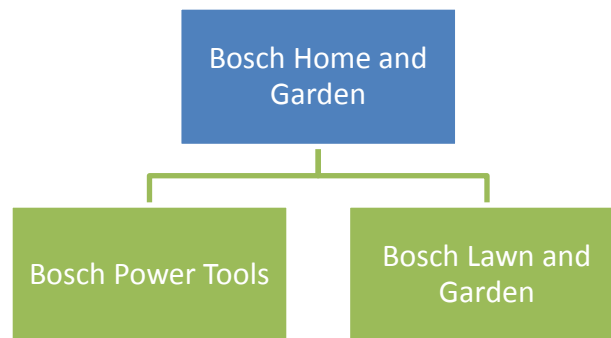 Bosch Home and
Garden
Bosch Power Tools
Bosch Lawn and
Garden